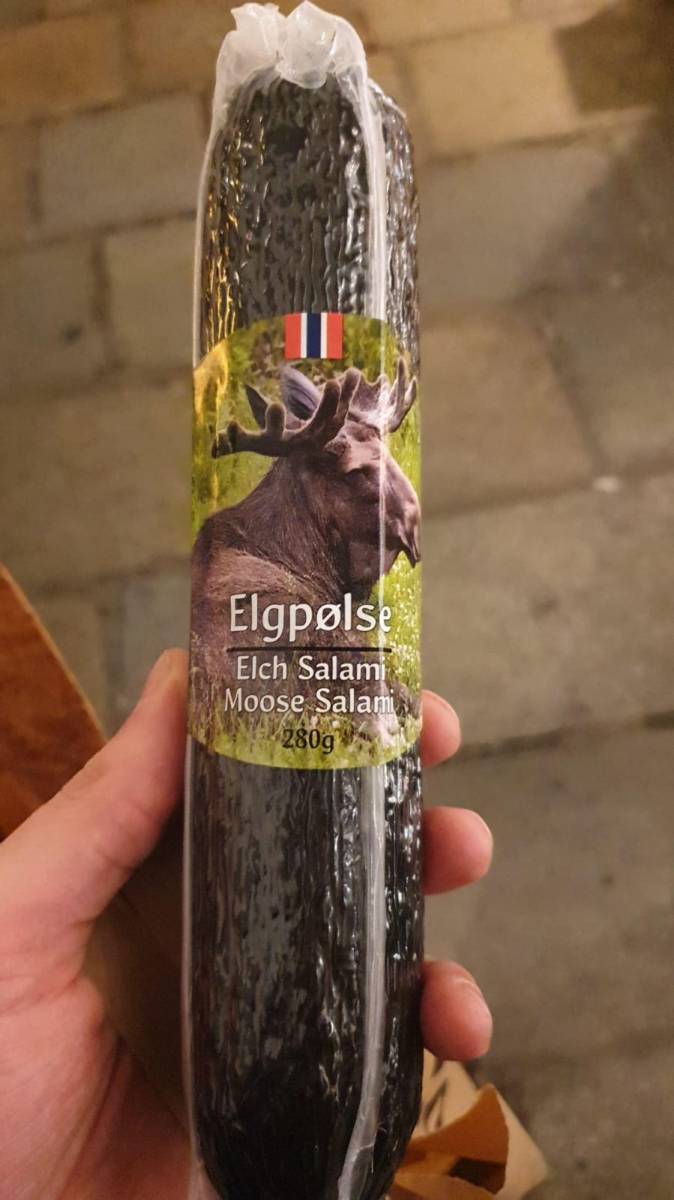 Elgpølse
Elch Salami
Moose Salami
280g